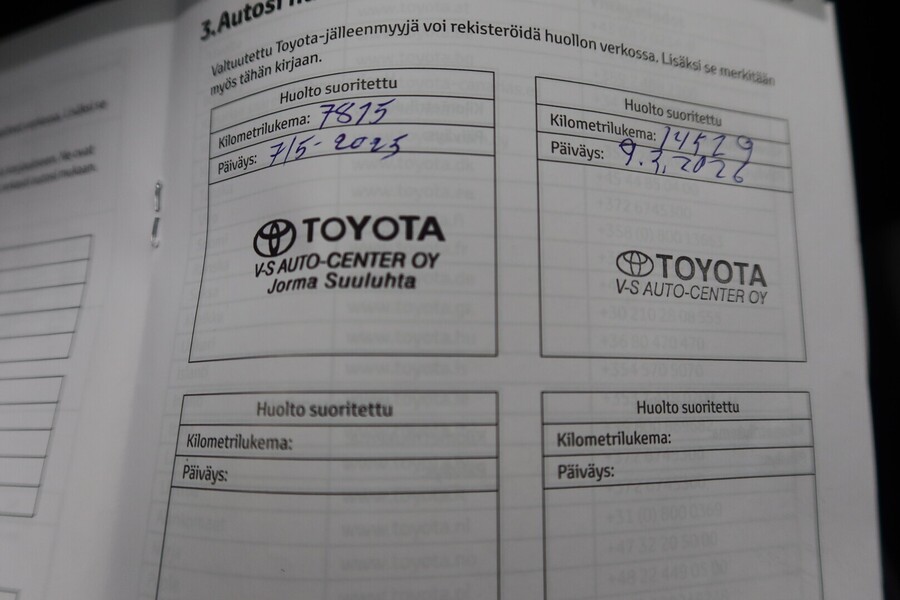 3. Autosi
Valtuutettu Toyota-jälleenmyyjä voi rekisteröidä huollon verkossa. Lisäksi se merkitään
myös tähän kirjaan.
Huolto suoritettu
Kilometrilukema: 7815
Päiväys: 7/5-2025
TOYOTA
V-S AUTO-CENTER OY
Jorma Suuluhta
Huolto suoritettu
Kilometrilukema: 14529
Päiväys: 9.3.2026
TOYOTA
V-S AUTO-CENTER OY
Huolto suoritettu
Kilometrilukema:
Päiväys:
Huolto suoritettu
Kilometrilukema:
Päiväys: